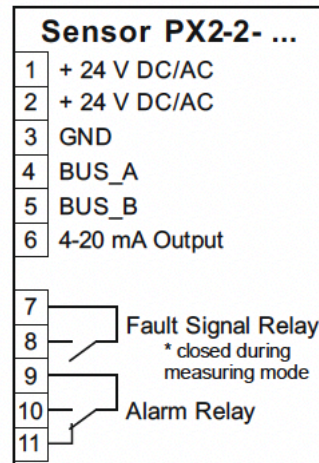 Sensor PX2-2- ...
1 + 24 V DC/AC
2 + 24 V DC/AC
3 GND
4 BUS_A
5 BUS_B
6 4-20 mA Output
7
8 Fault Signal Relay
* closed during
measuring mode
9
10 Alarm Relay
11